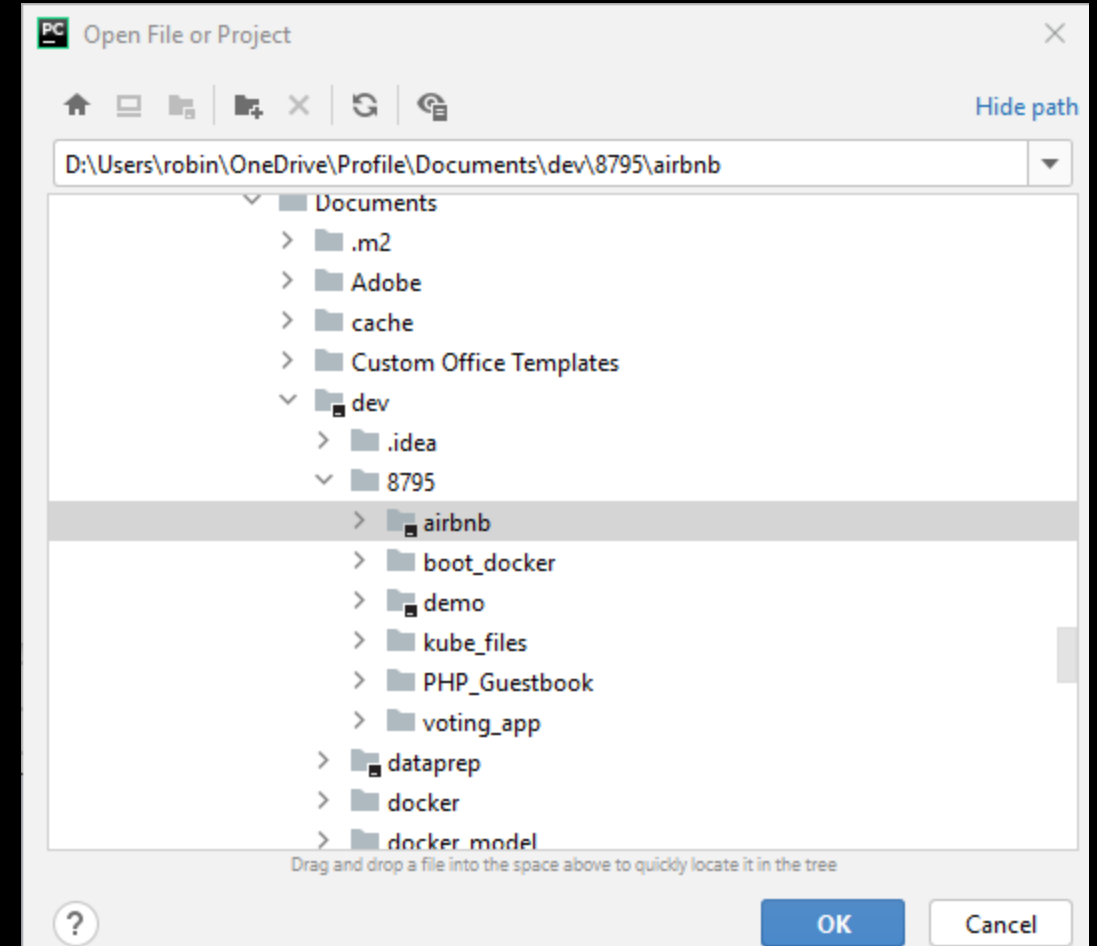 PC Open File or Project
Hide path
D:\Users\robin\OneDrive\Profile\Documents\dev\8795\airbnb
Documents
.m2
Adobe
cache
Custom Office Templates
dev
.idea
8795
airbnb
boot_docker
demo
kube_files
PHP_Guestbook
voting_app
dataprep
docker
docker_model
Drag and drop a file into the space above to quickly locate it in the tree
? OK Cancel